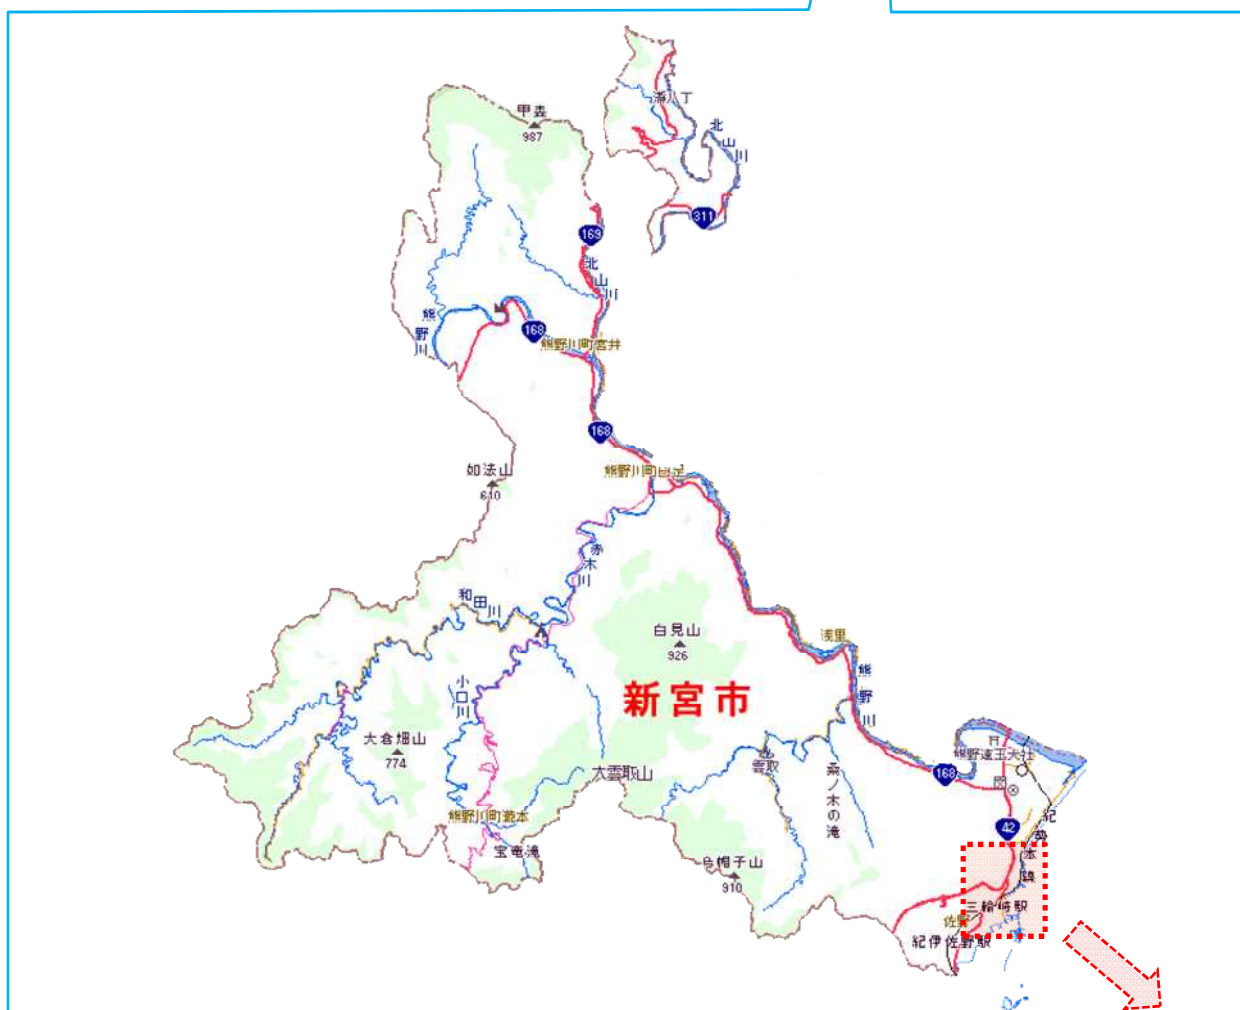 瀞八丁
甲森
987
北山川
311
169
北山川
熊野川
168
熊野川町宮井
168
熊野川町日足
如法山
610
赤木川
和田川
白見山
926
浅里
小口川
新宮市
熊野川
大倉畑山
774
熊野速玉大社
大雲取山
雲取
桑ノ木の滝
168
熊野川町瀧本
紀勢本線
42
宝竜滝
烏帽子山
910
三輪崎駅
佐野
紀伊佐野駅